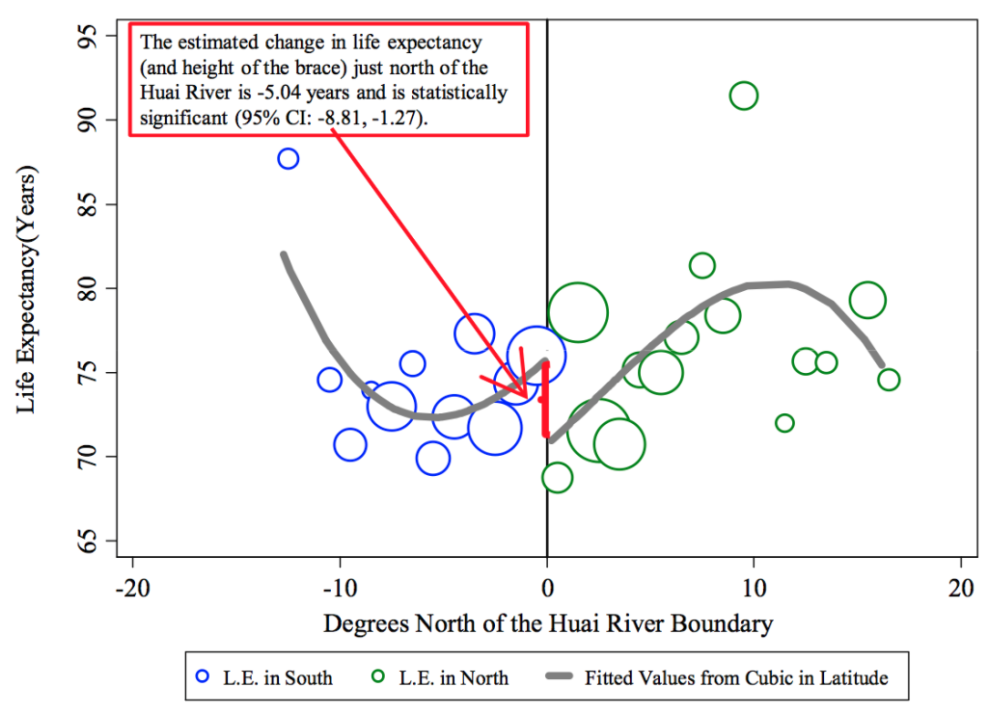 The estimated change in life expectancy
(and height of the brace) just north of the
Huai River is -5.04 years and is statistically
significant (95% CI: -8.81, -1.27).
Life Expectancy(Years)
95
90
85
80
75
70
65
-20 -10 0 10 20
Degrees North of the Huai River Boundary
L.E. in South L.E. in North Fitted Values from Cubic in Latitude